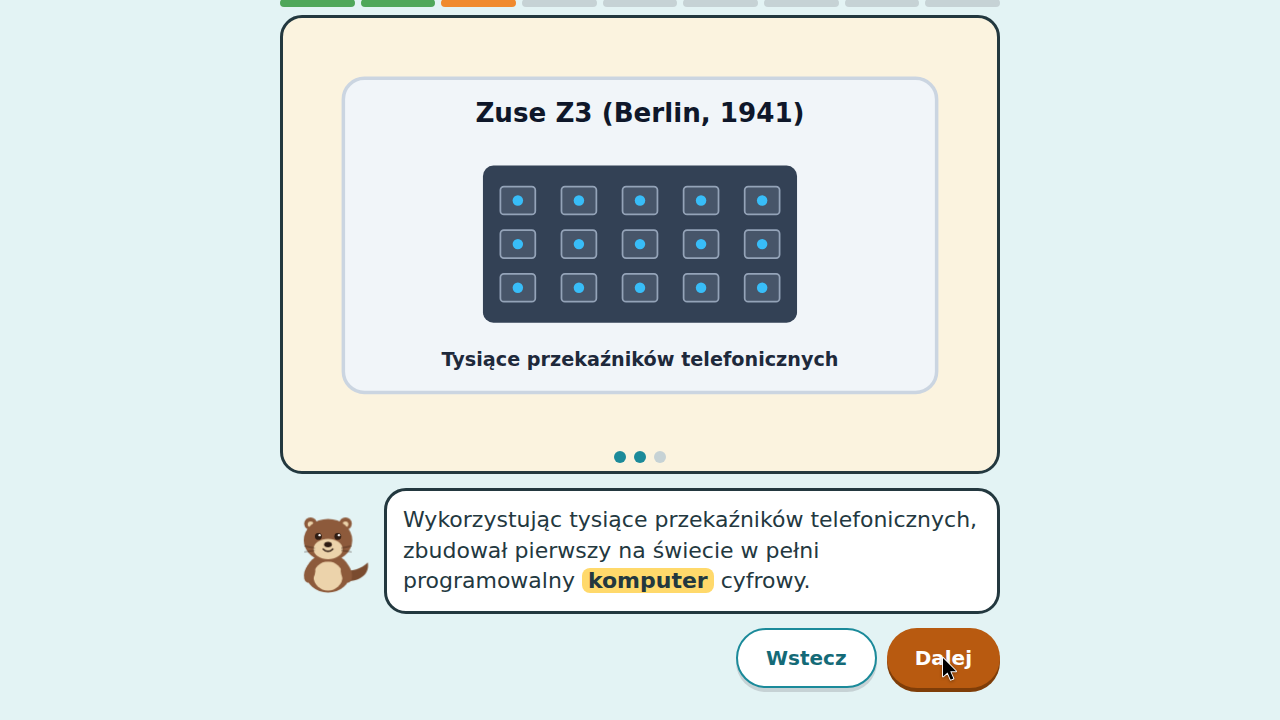 Zuse Z3 (Berlin, 1941)
Tysiące przekaźników telefonicznych
Wykorzystując tysiące przekaźników telefonicznych,
zbudował pierwszy na świecie w pełni
programowalny komputer cyfrowy.
Wstecz
Dalej